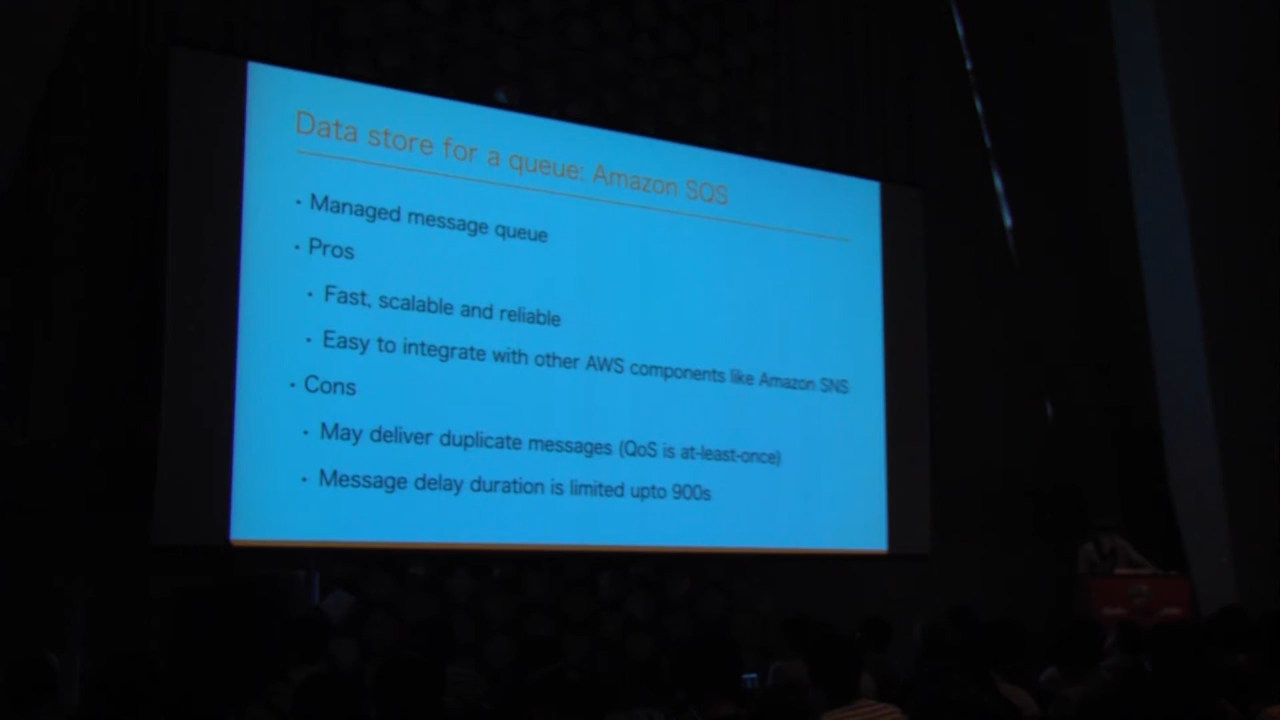 Data store for a queue: Amazon SQS
· Managed message queue
· Pros
· Fast, scalable and reliable
· Easy to integrate with other AWS components like Amazon SNS
· Cons
· May deliver duplicate messages (QoS is at-least-once)
· Message delay duration is limited upto 900s